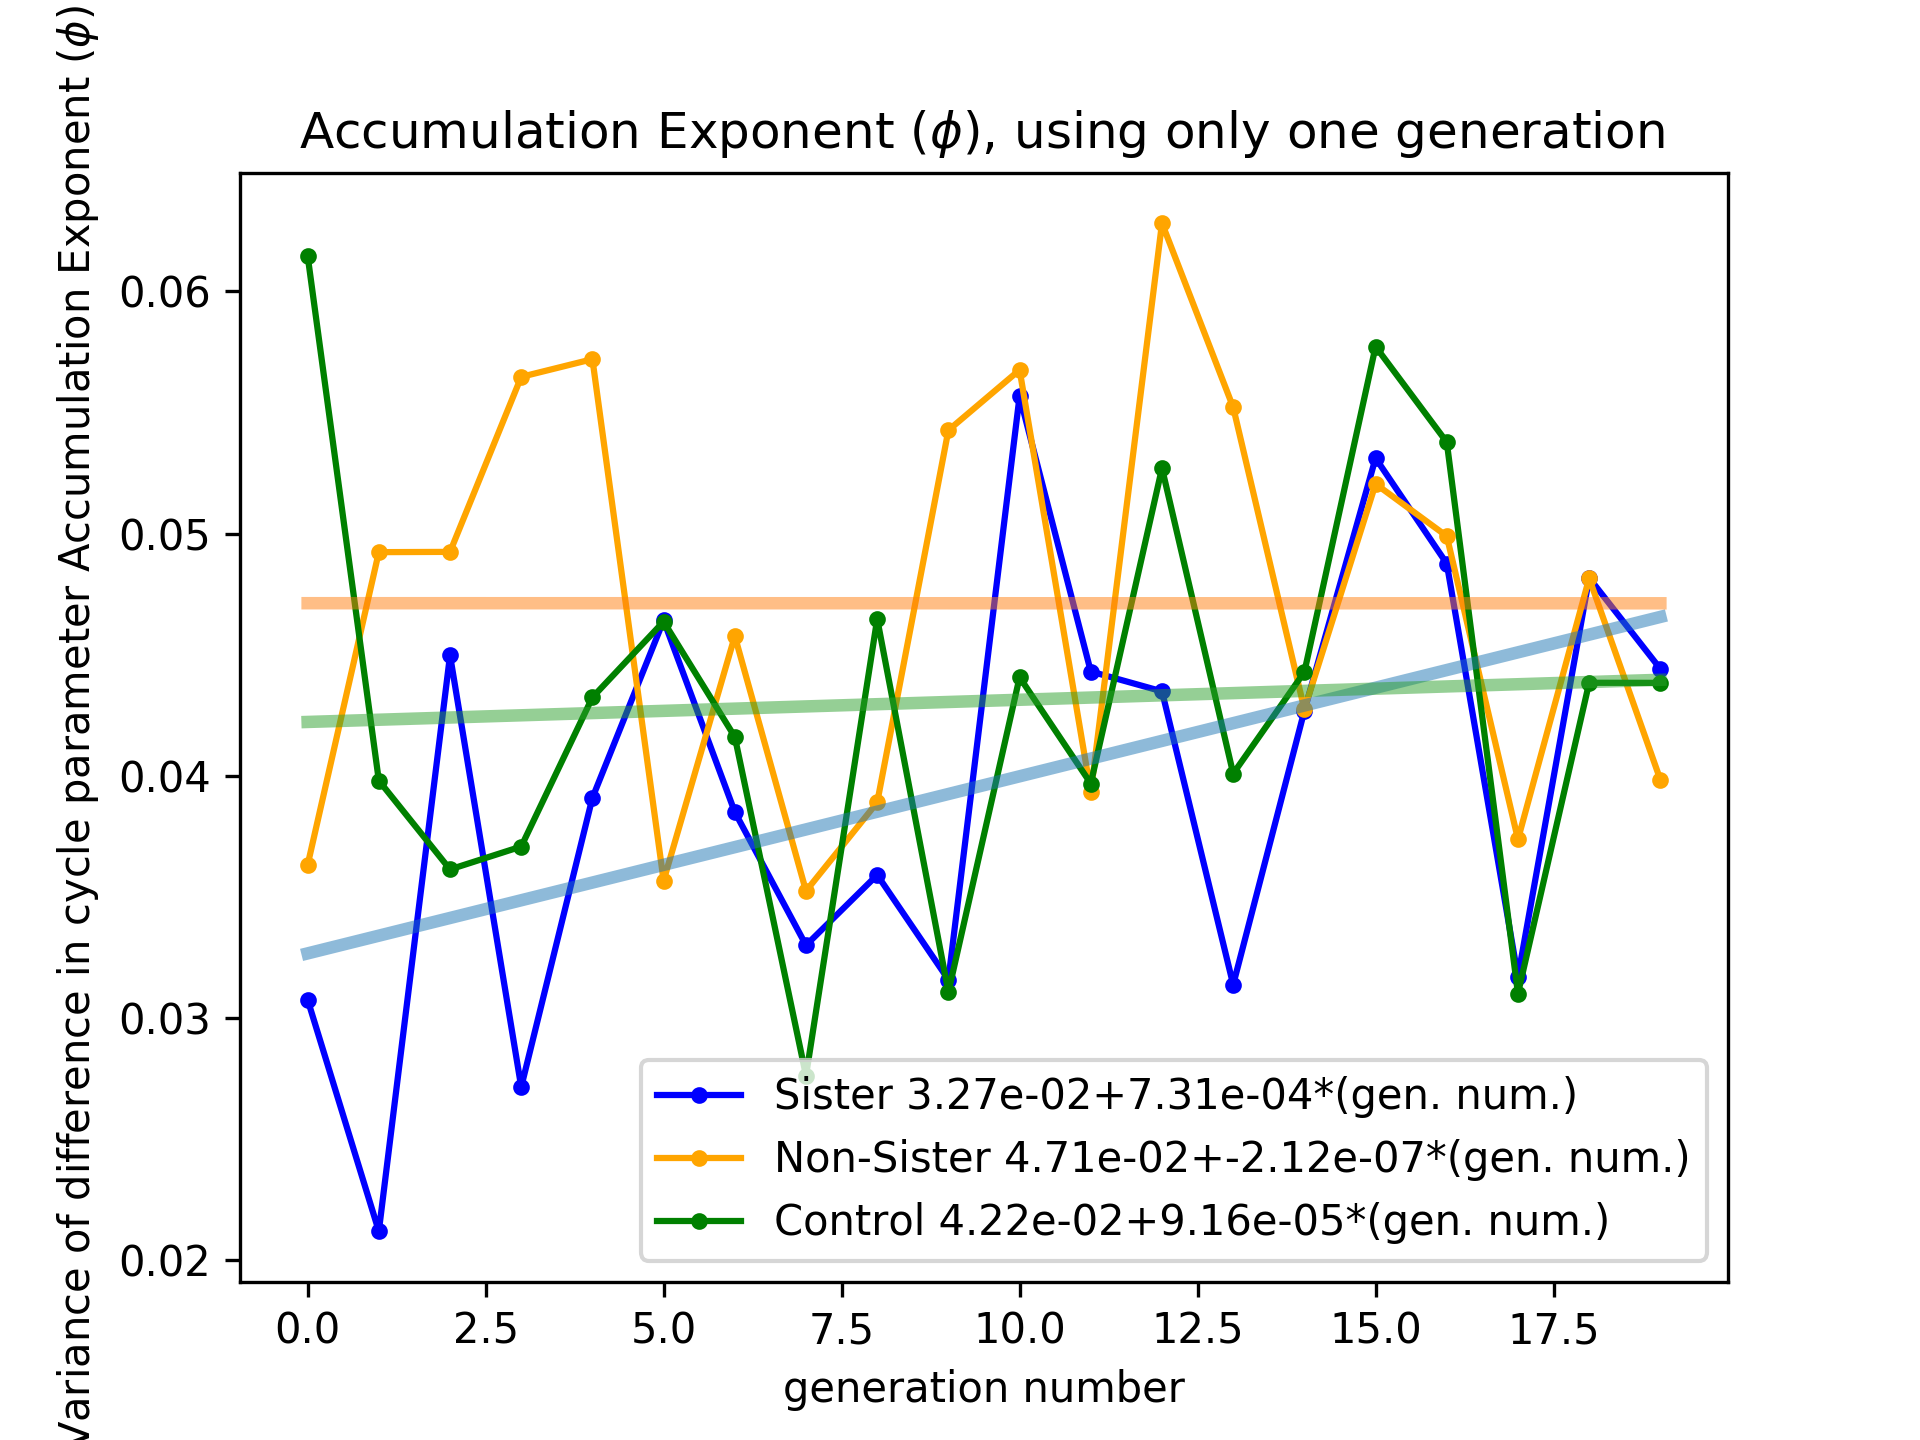 Accumulation Exponent (ϕ), using only one generation
Variance of difference in cycle parameter Accumulation Exponent (ϕ)
0.06
0.05
0.04
0.03
0.02
Sister 3.27e-02+7.31e-04*(gen. num.)
Non-Sister 4.71e-02+-2.12e-07*(gen. num.)
Control 4.22e-02+9.16e-05*(gen. num.)
0.0 2.5 5.0 7.5 10.0 12.5 15.0 17.5
generation number